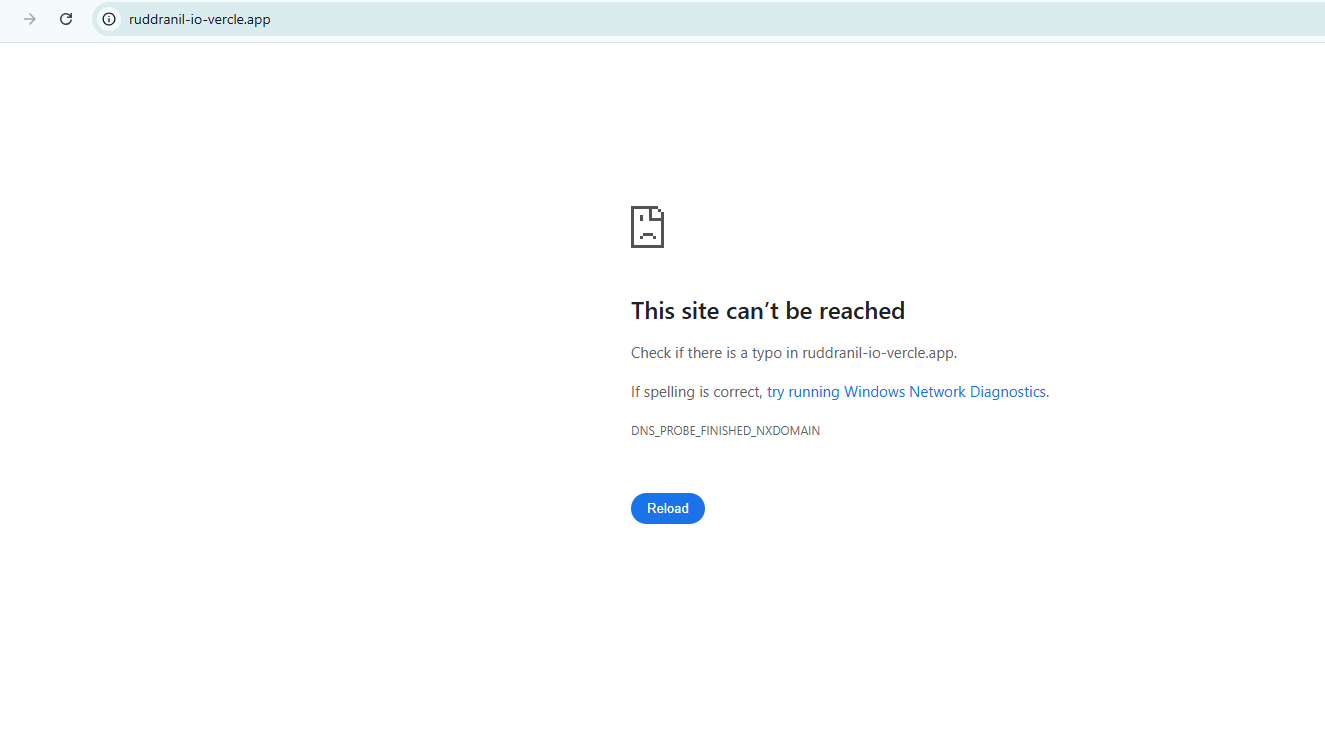 ruddranil-io-vercle.app
This site can’t be reached
Check if there is a typo in ruddranil-io-vercle.app.
If spelling is correct, try running Windows Network Diagnostics.
DNS_PROBE_FINISHED_NXDOMAIN
Reload